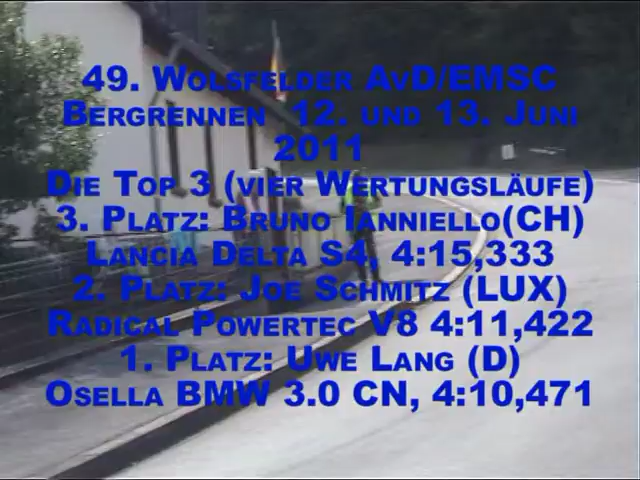 49. Wolsfelder AvD/EMSC
Bergrennen 12. und 13. Juni
2011
Die Top 3 (vier Wertungsläufe)
3. Platz: Bruno Ianniello(CH)
Lancia Delta S4, 4:15,333
2. Platz: Joe Schmitz (LUX)
Radical Powertec V8 4:11,422
1. Platz: Uwe Lang (D)
Osella BMW 3.0 CN, 4:10,471